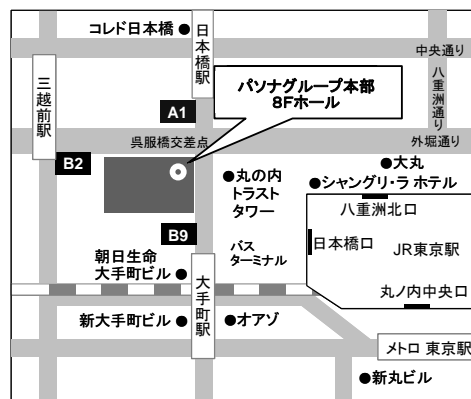 コレド日本橋
日本橋駅
中央通り
三越前駅
八重洲通り
パソナグループ本部
8Fホール
A1
呉服橋交差点
外堀通り
B2
大丸
丸の内
トラスト
タワー
シャングリ・ラ ホテル
八重洲北口
日本橋口
JR東京駅
B9
バス
ターミナル
朝日生命
大手町ビル
大手町駅
丸ノ内中央口
新大手町ビル
オアゾ
メトロ 東京駅
新丸ビル